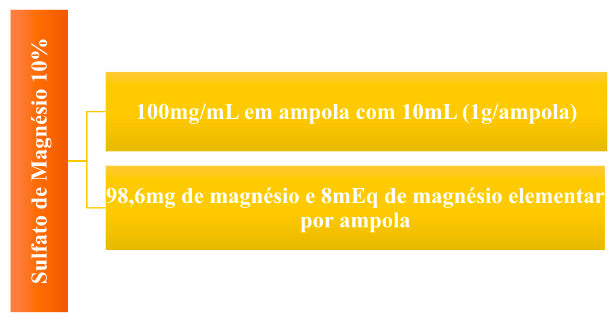 Sulfato de Magnésio 10%
100mg/mL em ampola com 10mL (1g/ampola)
98,6mg de magnésio e 8mEq de magnésio elementar
por ampola